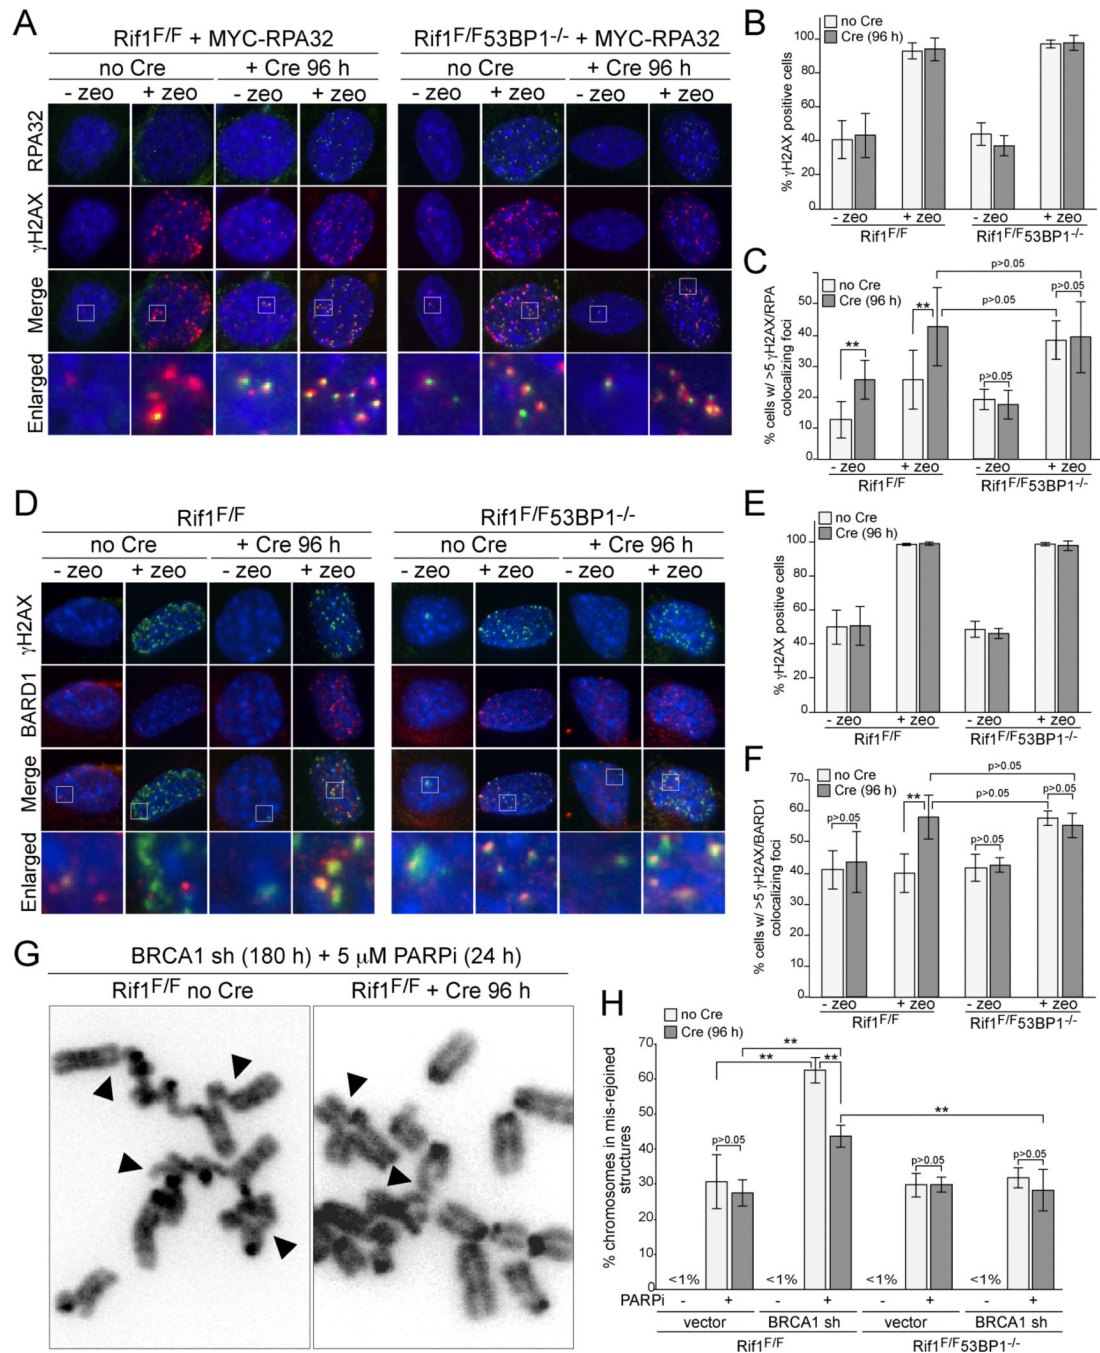 A
Rif1F/F + MYC-RPA32
Rif1F/F53BP1-/- + MYC-RPA32
no Cre
+ Cre 96 h
no Cre
+ Cre 96 h
- zeo
+ zeo
- zeo
+ zeo
- zeo
+ zeo
- zeo
+ zeo
RPA32
γH2AX
Merge
Enlarged
B
no Cre
Cre (96 h)
% γH2AX positive cells
100
80
60
40
20
0
- zeo
+ zeo
- zeo
+ zeo
Rif1F/F
Rif1F/F53BP1-/-
C
no Cre
Cre (96 h)
p>0.05
p>0.05
p>0.05
**
**
p>0.05
% cells w/ >5 γH2AX/RPA
colocalizing foci
50
40
30
20
10
0
- zeo
+ zeo
- zeo
+ zeo
Rif1F/F
Rif1F/F53BP1-/-
D
Rif1F/F
Rif1F/F53BP1-/-
no Cre
+ Cre 96 h
no Cre
+ Cre 96 h
- zeo
+ zeo
- zeo
+ zeo
- zeo
+ zeo
- zeo
+ zeo
γH2AX
BARD1
Merge
Enlarged
E
no Cre
Cre (96 h)
% γH2AX positive cells
100
80
60
40
20
0
- zeo
+ zeo
- zeo
+ zeo
Rif1F/F
Rif1F/F53BP1-/-
F
no Cre
Cre (96 h)
p>0.05
p>0.05
p>0.05
**
p>0.05
p>0.05
% cells w/ >5 γH2AX/BARD1
colocalizing foci
70
60
50
40
30
20
10
0
- zeo
+ zeo
- zeo
+ zeo
Rif1F/F
Rif1F/F53BP1-/-
G
BRCA1 sh (180 h) + 5 μM PARPi (24 h)
Rif1F/F no Cre
Rif1F/F + Cre 96 h
H
no Cre
Cre (96 h)
% chromosomes in mis-rejoined
structures
70
60
50
40
30
20
10
0
**
**
**
**
p>0.05
p>0.05
p>0.05
<1%
<1%
<1%
<1%
PARPi
-
+
-
+
-
+
-
+
vector
BRCA1 sh
vector
BRCA1 sh
Rif1F/F
Rif1F/F53BP1-/-